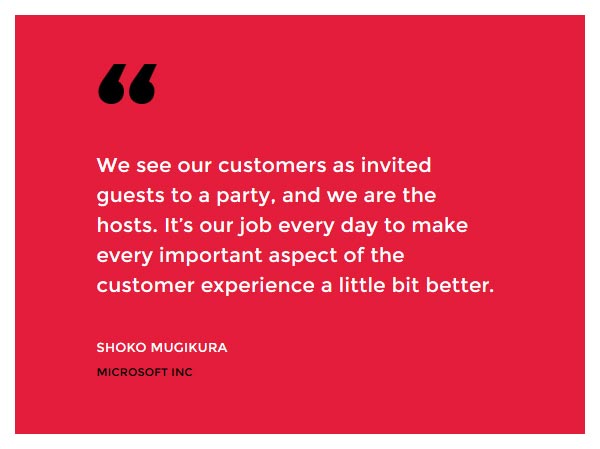 “
We see our customers as invited
guests to a party, and we are the
hosts. It’s our job every day to make
every important aspect of the
customer experience a little bit better.
SHOKO MUGIKURA
MICROSOFT INC